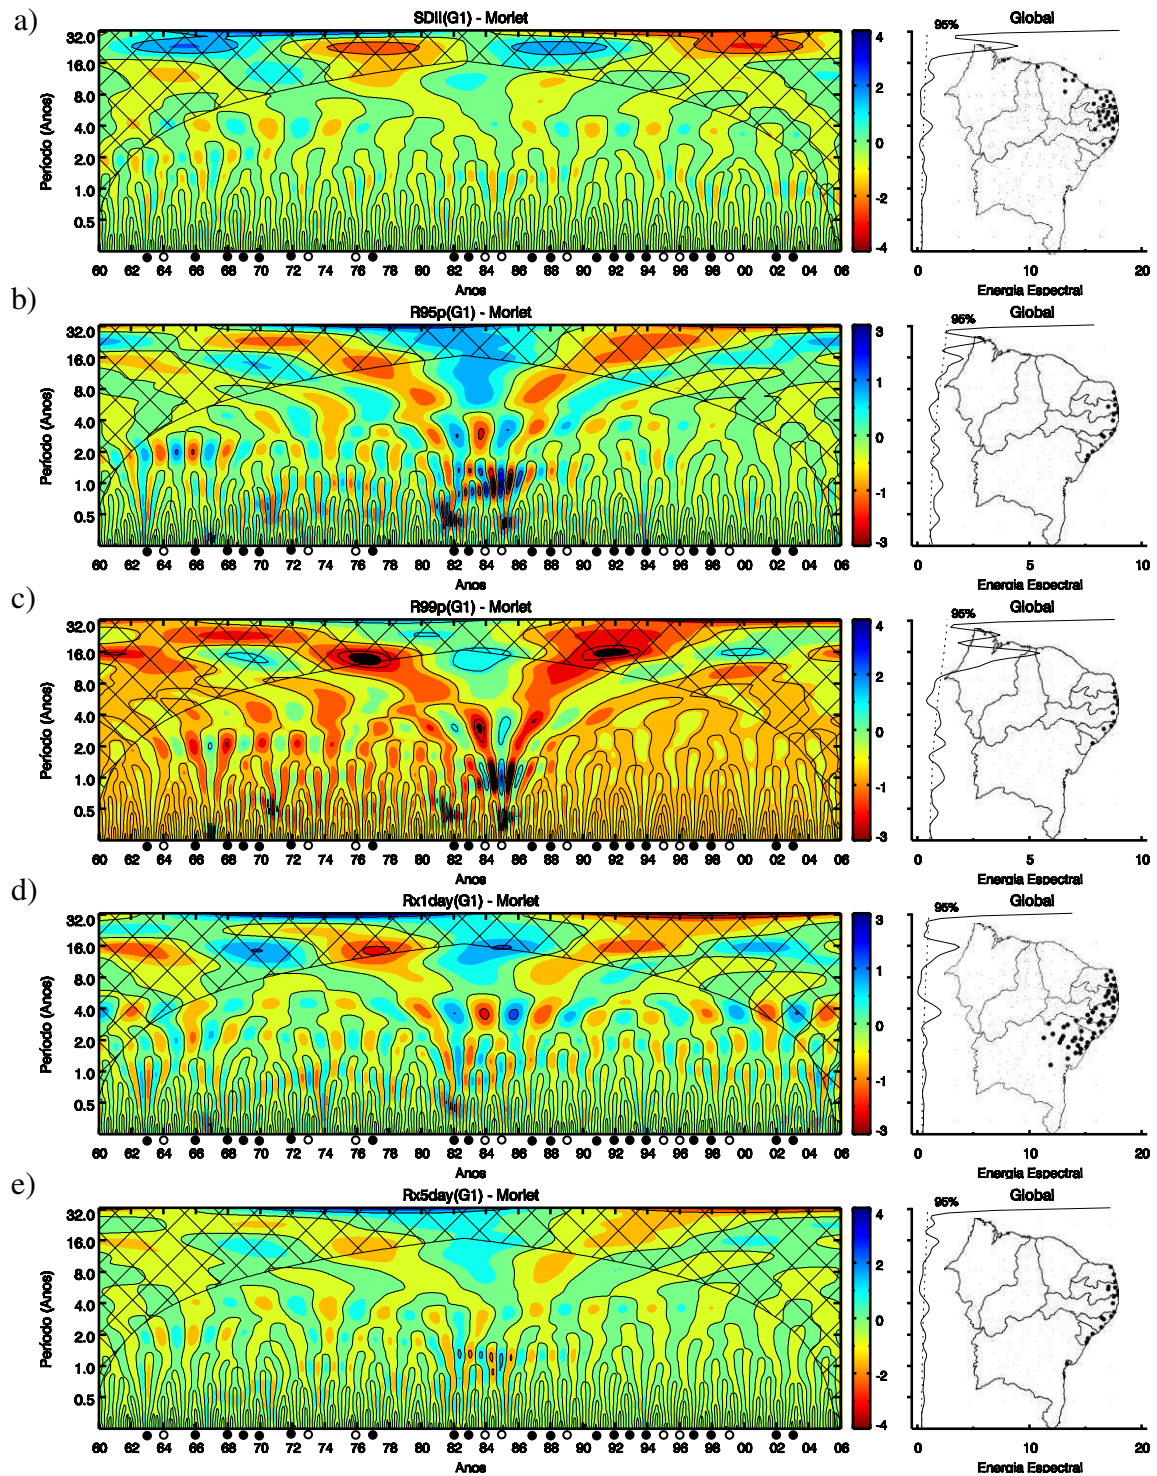 a)
SDII(G1) - Morlet
Global
95%
Período (Anos)
32.0
16.0
8.0
4.0
2.0
1.0
0.5
4
2
0
-2
-4
60 62 64 66 68 70 72 74 76 78 80 82 84 86 88 90 92 94 96 98 00 02 04 06
Anos
0 10 20
Energia Espectral
b)
R95p(G1) - Morlet
Global
95%
Período (Anos)
32.0
16.0
8.0
4.0
2.0
1.0
0.5
3
1
0
-1
-3
60 62 64 66 68 70 72 74 76 78 80 82 84 86 88 90 92 94 96 98 00 02 04 06
Anos
0 5 10
Energia Espectral
c)
R99p(G1) - Morlet
Global
95%
Período (Anos)
32.0
16.0
8.0
4.0
2.0
1.0
0.5
4
2
0
-1
-3
60 62 64 66 68 70 72 74 76 78 80 82 84 86 88 90 92 94 96 98 00 02 04 06
Anos
0 5 10
Energia Espectral
d)
Rx1day(G1) - Morlet
Global
95%
Período (Anos)
32.0
16.0
8.0
4.0
2.0
1.0
0.5
3
1
0
-1
-3
60 62 64 66 68 70 72 74 76 78 80 82 84 86 88 90 92 94 96 98 00 02 04 06
Anos
0 10 20
Energia Espectral
e)
Rx5day(G1) - Morlet
Global
95%
Período (Anos)
32.0
16.0
8.0
4.0
2.0
1.0
0.5
4
2
0
-2
-4
60 62 64 66 68 70 72 74 76 78 80 82 84 86 88 90 92 94 96 98 00 02 04 06
Anos
0 10 20
Energia Espectral